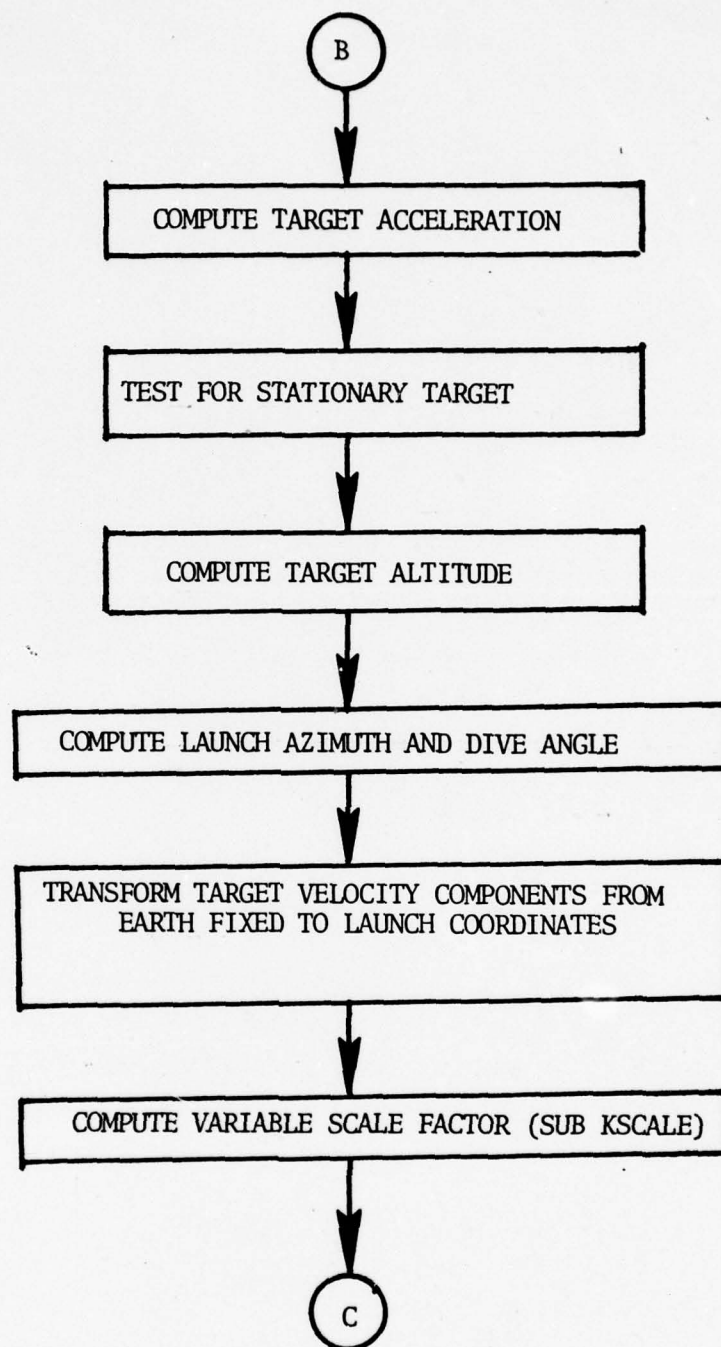 B
COMPUTE TARGET ACCELERATION
TEST FOR STATIONARY TARGET
COMPUTE TARGET ALTITUDE
COMPUTE LAUNCH AZIMUTH AND DIVE ANGLE
TRANSFORM TARGET VELOCITY COMPONENTS FROM
EARTH FIXED TO LAUNCH COORDINATES
COMPUTE VARIABLE SCALE FACTOR (SUB KSCALE)
C